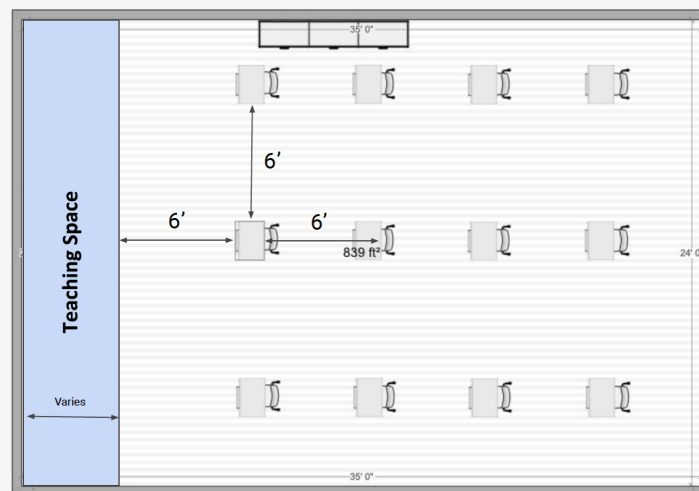 35' 0"
6'
6'
6'
839 ft²
24' 0
Teaching Space
Varies
35' 0"